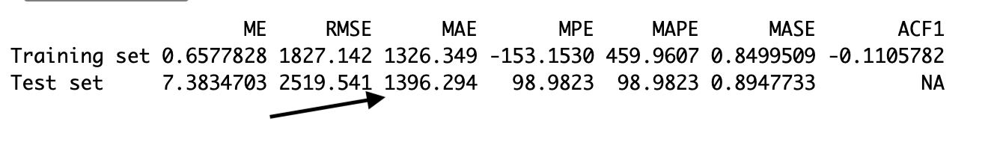 ME RMSE MAE MPE MAPE MASE ACF1
Training set 0.6577828 1827.142 1326.349 -153.1530 459.9607 0.8499509 -0.1105782
Test set 7.3834703 2519.541 1396.294 98.9823 98.9823 0.8947733 NA